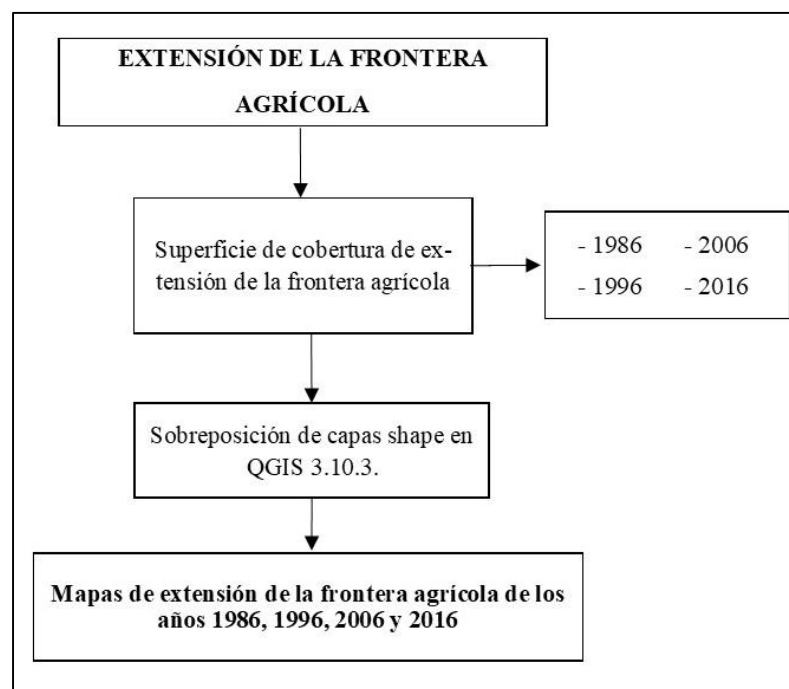 EXTENSIÓN DE LA FRONTERA
AGRÍCOLA
Superficie de cobertura de ex-
tensión de la frontera agrícola
- 1986 - 2006
- 1996 - 2016
Sobreposición de capas shape en
QGIS 3.10.3.
Mapas de extensión de la frontera agrícola de los
años 1986, 1996, 2006 y 2016